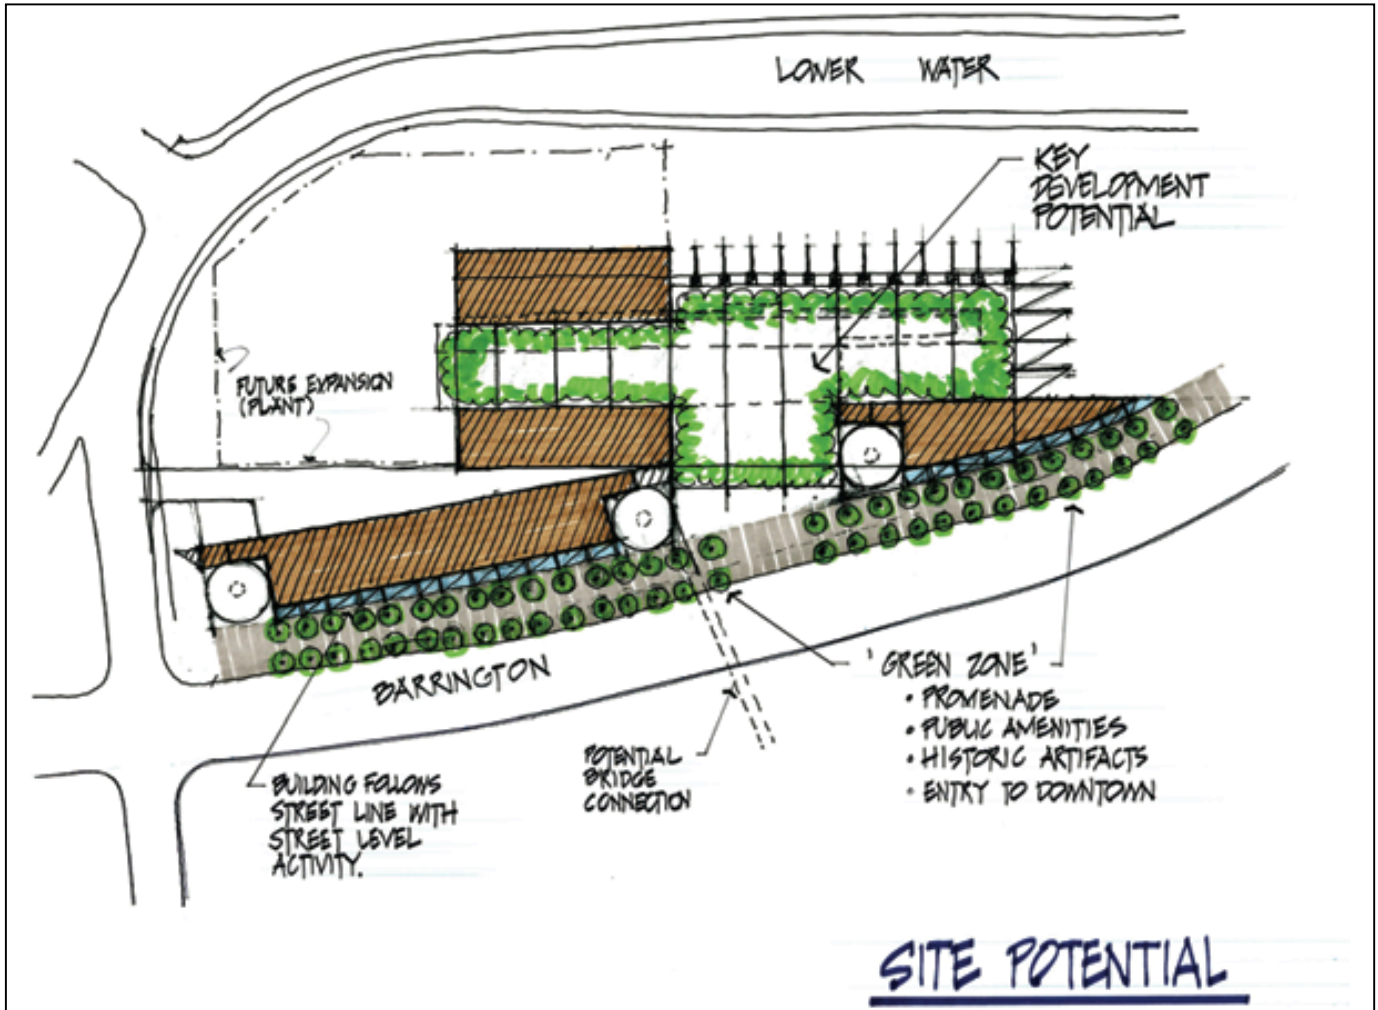 LOWER WATER
KEY
DEVELOPMENT
POTENTIAL
FUTURE EXPANSION
(PLANT)
BARRINGTON
'GREEN ZONE'
• PROMENADE
• PUBLIC AMENITIES
• HISTORIC ARTIFACTS
• ENTRY TO DOWNTOWN
POTENTIAL
BRIDGE
CONNECTION
BUILDING FOLLOWS
STREET LINE WITH
STREET LEVEL
ACTIVITY.
SITE POTENTIAL